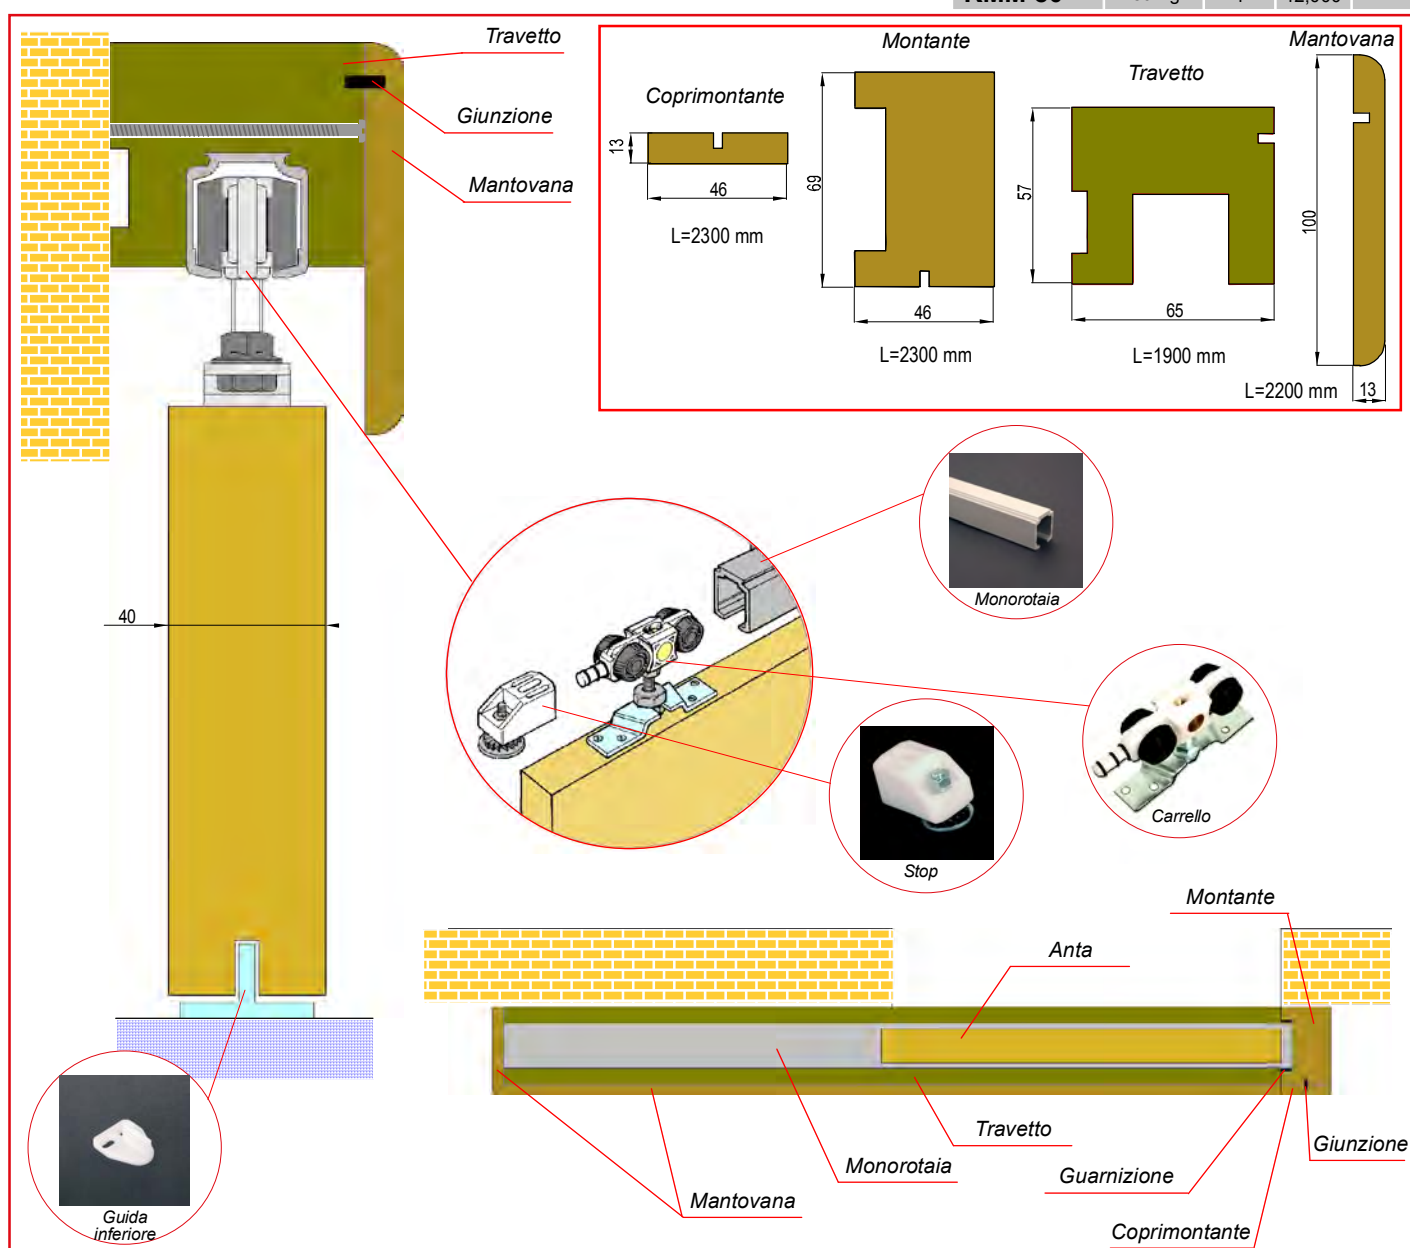 Travetto
Giunzione
Mantovana
Montante
Mantovana
Travetto
Coprimontante
13
46
L=2300 mm
69
46
L=2300 mm
57
65
L=1900 mm
100
L=2200 mm
13
40
Monorotaia
Carrello
Stop
Guida
inferiore
Montante
Anta
Travetto
Giunzione
Monorotaia
Guarnizione
Mantovana
Coprimontante